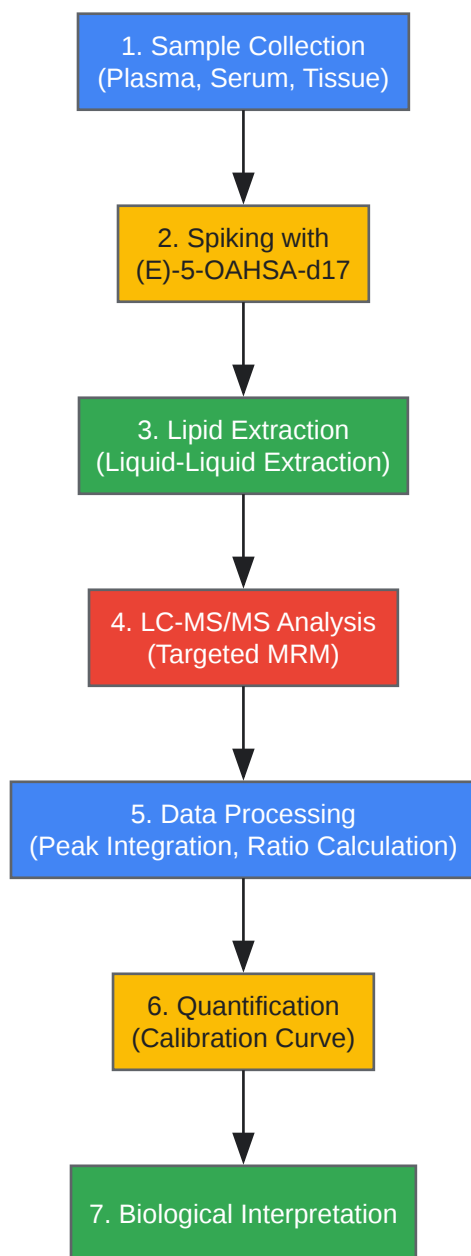 1. Sample Collection
(Plasma, Serum, Tissue)
2. Spiking with
(E)-5-OAHSA-d17
3. Lipid Extraction
(Liquid-Liquid Extraction)
4. LC-MS/MS Analysis
(Targeted MRM)
5. Data Processing
(Peak Integration, Ratio Calculation)
6. Quantification
(Calibration Curve)
7. Biological Interpretation